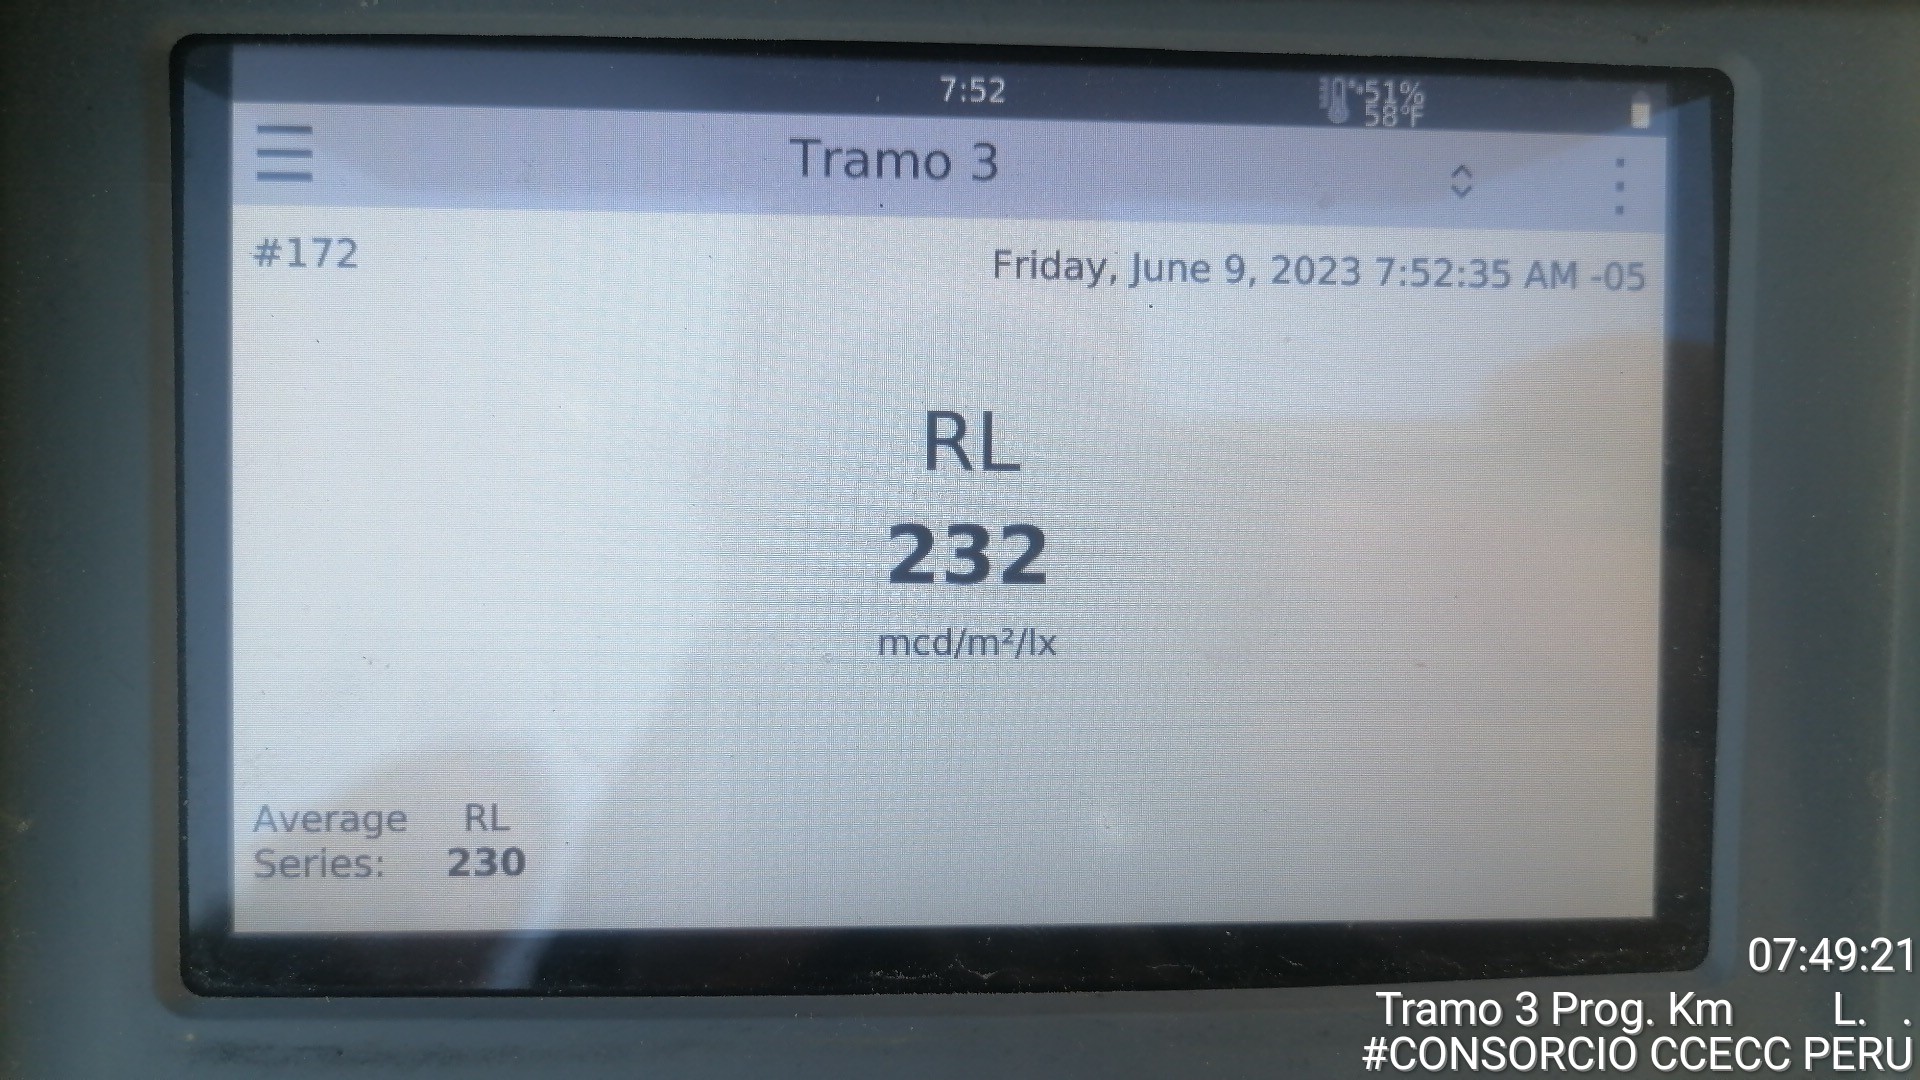 7:52
51%
58°F
Tramo 3
#172
Friday, June 9, 2023 7:52:35 AM -05
RL
232
mcd/m²/lx
Average RL
Series: 230
07:49:21
Tramo 3 Prog. Km L. .
#CONSORCIO CCECC PERU